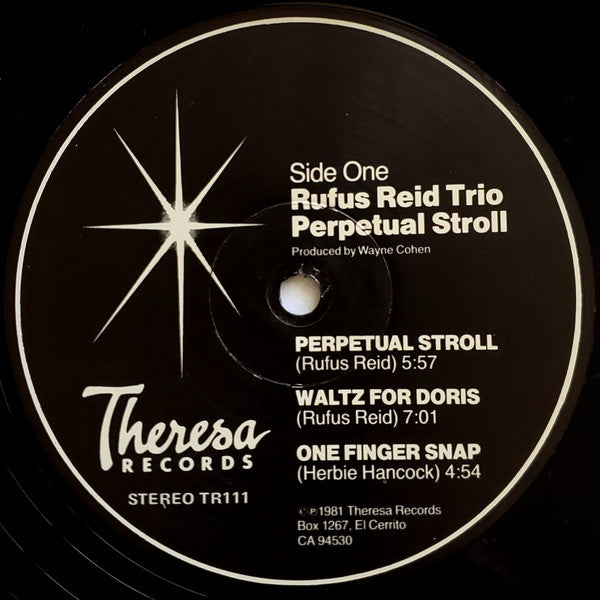 Side One
Rufus Reid Trio
Perpetual Stroll
Produced by Wayne Cohen
PERPETUAL STROLL
(Rufus Reid) 5:57
WALTZ FOR DORIS
(Rufus Reid) 7:01
ONE FINGER SNAP
(Herbie Hancock) 4:54
Theresa
RECORDS
STEREO TR111
© ℗ 1981 Theresa Records
Box 1267, El Cerrito
CA 94530